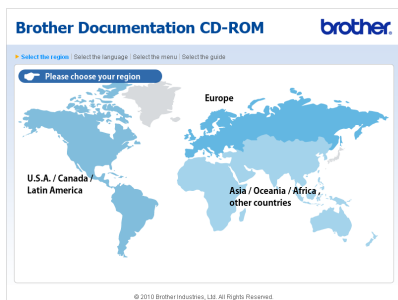 Brother Documentation CD-ROM
brother.
Select the region | Select the language | Select the menu | Select the guide
Please choose your region
Europe
U.S.A. / Canada /
Latin America
Asia / Oceania / Africa ,
other countries
© 2010 Brother Industries, Ltd. All Rights Reserved.